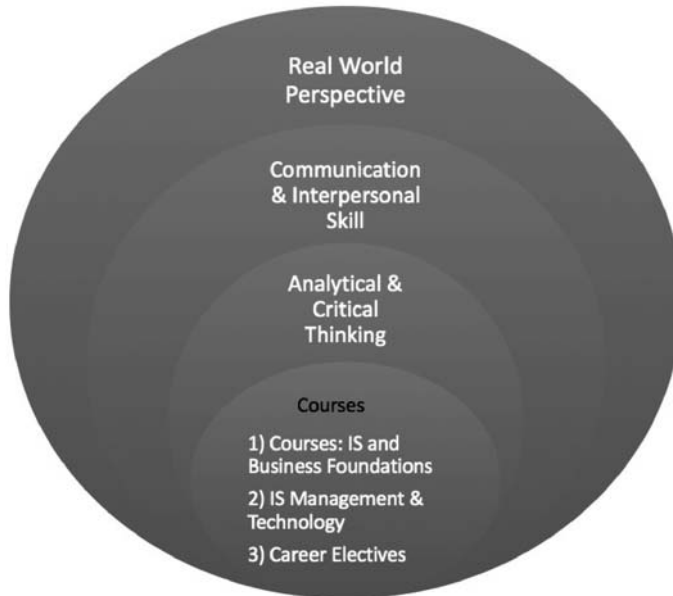 Real World
Perspective
Communication
& Interpersonal
Skill
Analytical &
Critical
Thinking
Courses
1) Courses: IS and
Business Foundations
2) IS Management &
Technology
3) Career Electives